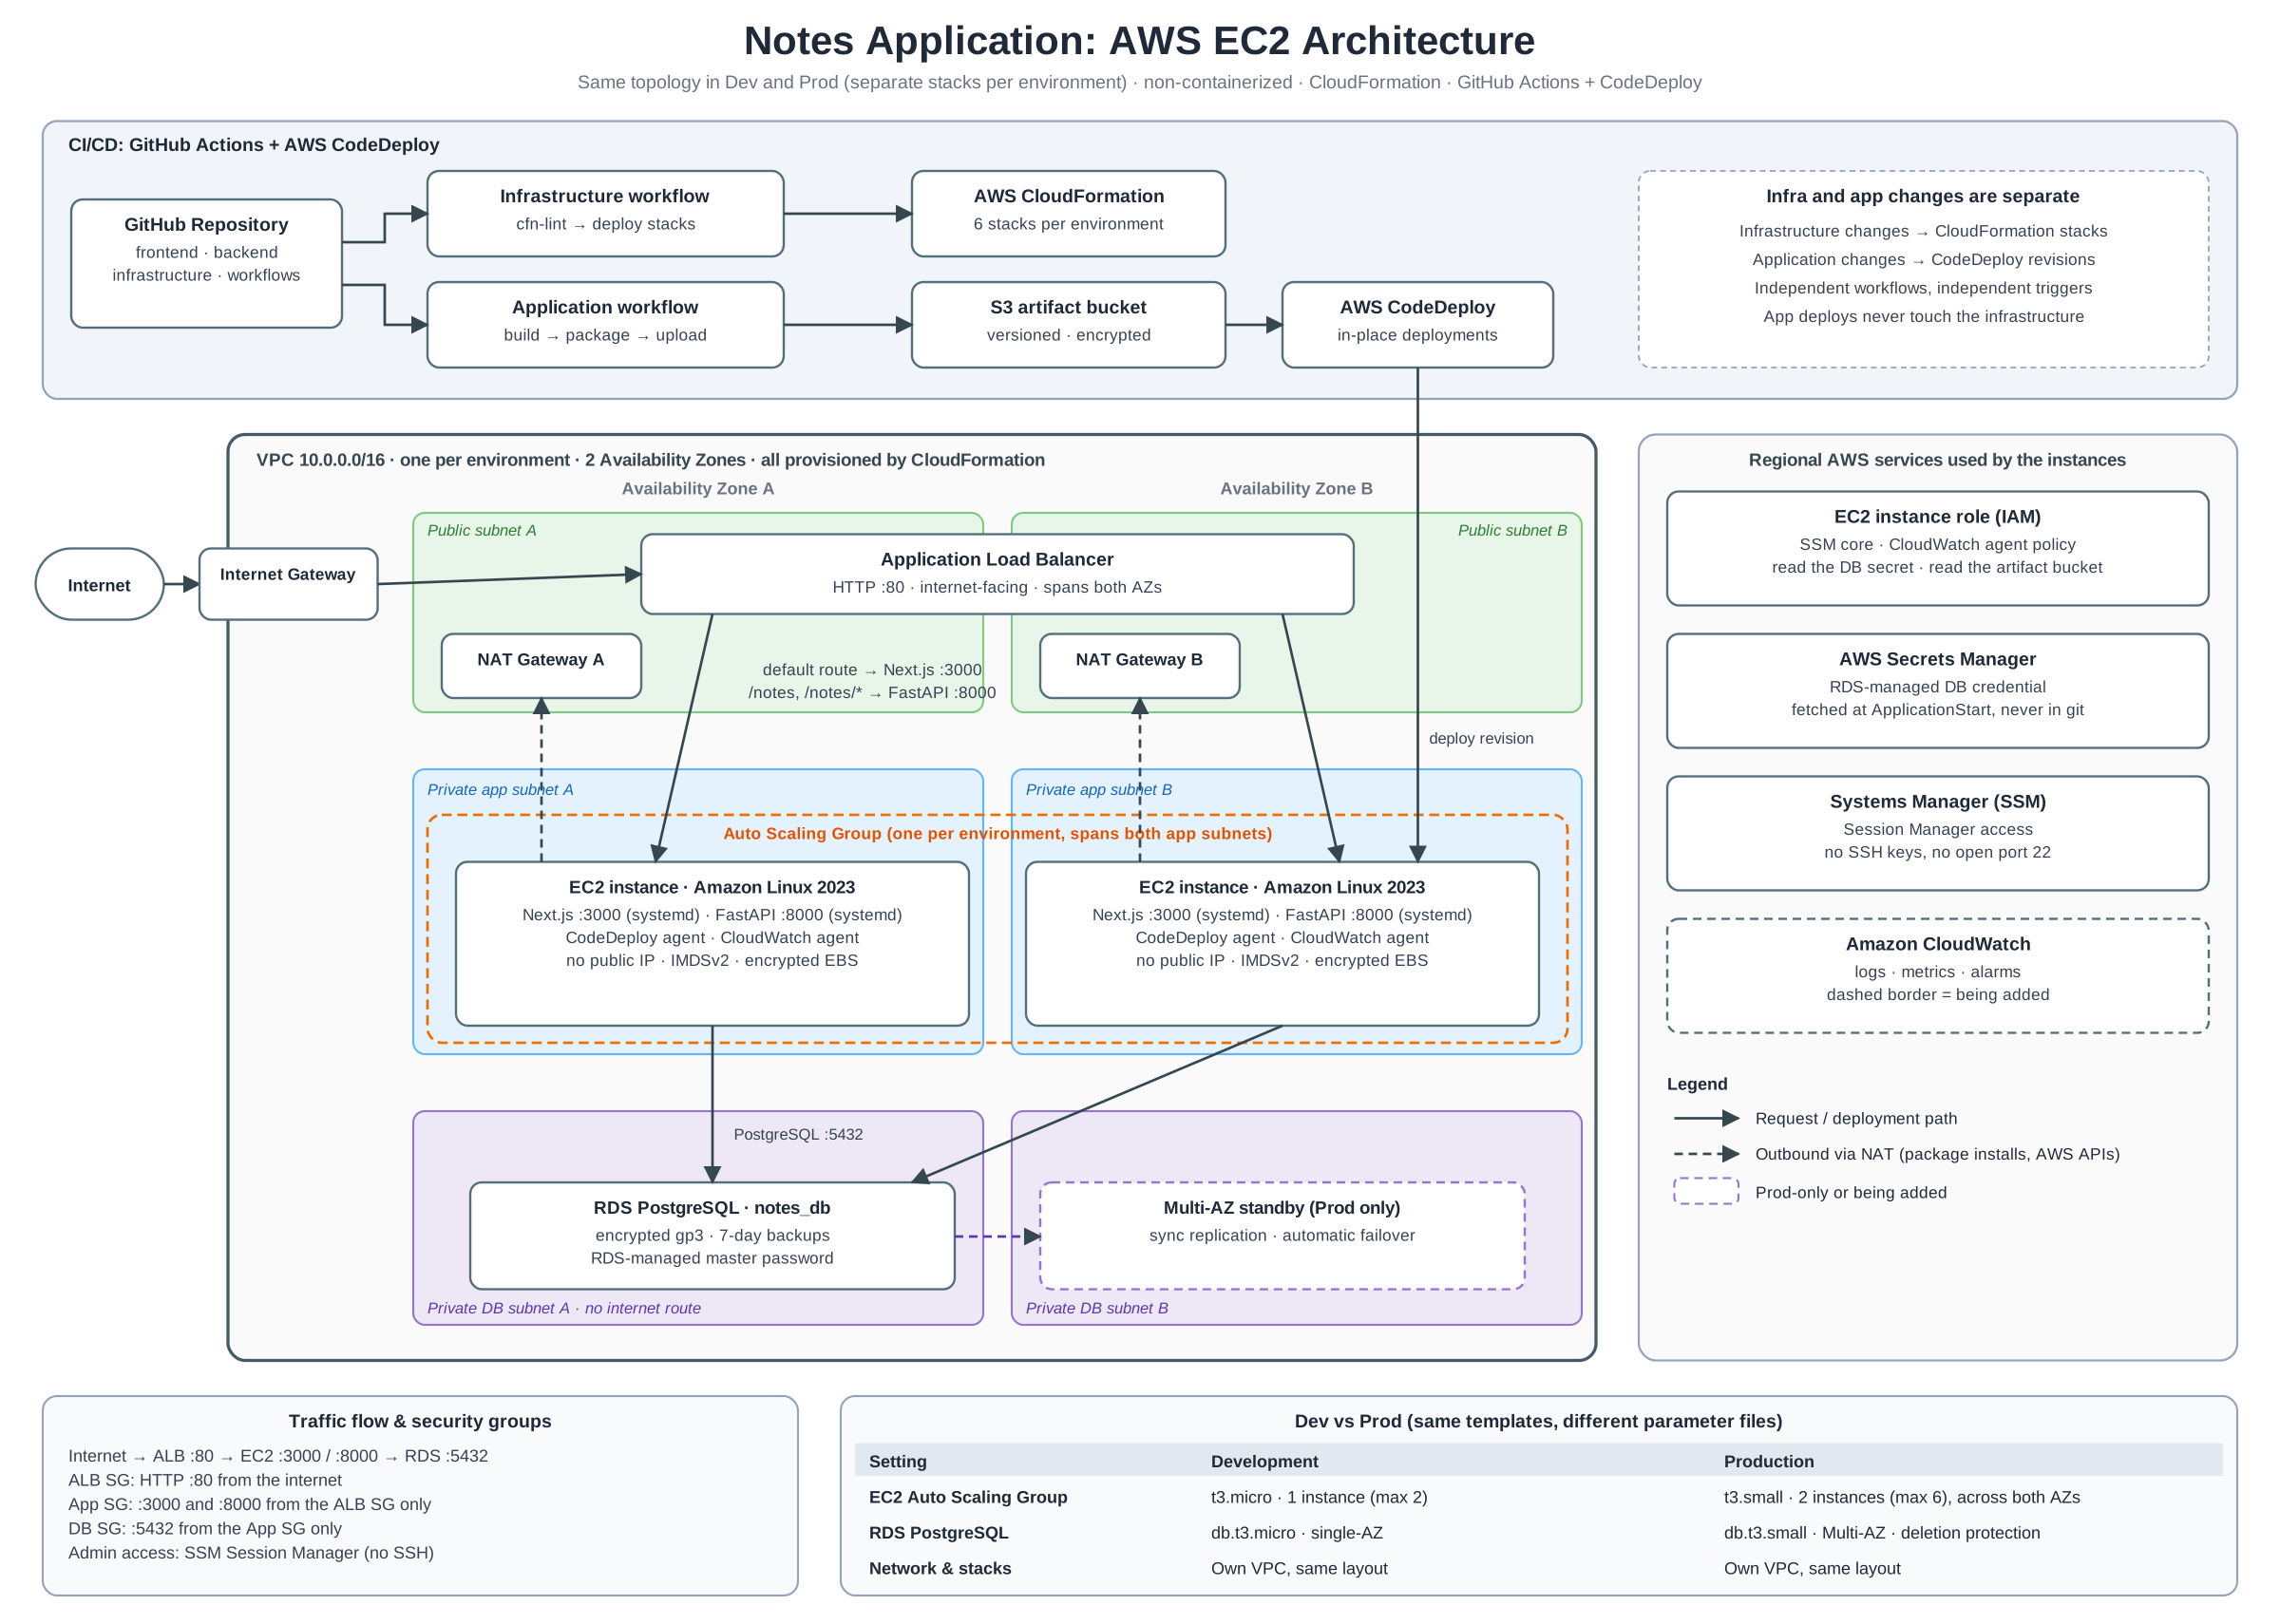 Notes Application: AWS EC2 Architecture
Same topology in Dev and Prod (separate stacks per environment) · non-containerized · CloudFormation · GitHub Actions + CodeDeploy
CI/CD: GitHub Actions + AWS CodeDeploy
GitHub Repository
frontend · backend
infrastructure · workflows
Infrastructure workflow
cfn-lint → deploy stacks
AWS CloudFormation
6 stacks per environment
Application workflow
build → package → upload
S3 artifact bucket
versioned · encrypted
AWS CodeDeploy
in-place deployments
Infra and app changes are separate
Infrastructure changes → CloudFormation stacks
Application changes → CodeDeploy revisions
Independent workflows, independent triggers
App deploys never touch the infrastructure
VPC 10.0.0.0/16 · one per environment · 2 Availability Zones · all provisioned by CloudFormation
Availability Zone A
Availability Zone B
Public subnet A
Public subnet B
Internet
Internet Gateway
Application Load Balancer
HTTP :80 · internet-facing · spans both AZs
NAT Gateway A
default route → Next.js :3000
/notes, /notes/* → FastAPI :8000
NAT Gateway B
deploy revision
Private app subnet A
Private app subnet B
Auto Scaling Group (one per environment, spans both app subnets)
EC2 instance · Amazon Linux 2023
Next.js :3000 (systemd) · FastAPI :8000 (systemd)
CodeDeploy agent · CloudWatch agent
no public IP · IMDSv2 · encrypted EBS
EC2 instance · Amazon Linux 2023
Next.js :3000 (systemd) · FastAPI :8000 (systemd)
CodeDeploy agent · CloudWatch agent
no public IP · IMDSv2 · encrypted EBS
PostgreSQL :5432
RDS PostgreSQL · notes_db
encrypted gp3 · 7-day backups
RDS-managed master password
Multi-AZ standby (Prod only)
sync replication · automatic failover
Private DB subnet A · no internet route
Private DB subnet B
Regional AWS services used by the instances
EC2 instance role (IAM)
SSM core · CloudWatch agent policy
read the DB secret · read the artifact bucket
AWS Secrets Manager
RDS-managed DB credential
fetched at ApplicationStart, never in git
Systems Manager (SSM)
Session Manager access
no SSH keys, no open port 22
Amazon CloudWatch
logs · metrics · alarms
dashed border = being added
Legend
Request / deployment path
Outbound via NAT (package installs, AWS APIs)
Prod-only or being added
Traffic flow & security groups
Internet → ALB :80 → EC2 :3000 / :8000 → RDS :5432
ALB SG: HTTP :80 from the internet
App SG: :3000 and :8000 from the ALB SG only
DB SG: :5432 from the App SG only
Admin access: SSM Session Manager (no SSH)
Dev vs Prod (same templates, different parameter files)
Setting Development Production
EC2 Auto Scaling Group t3.micro · 1 instance (max 2) t3.small · 2 instances (max 6), across both AZs
RDS PostgreSQL db.t3.micro · single-AZ db.t3.small · Multi-AZ · deletion protection
Network & stacks Own VPC, same layout Own VPC, same layout